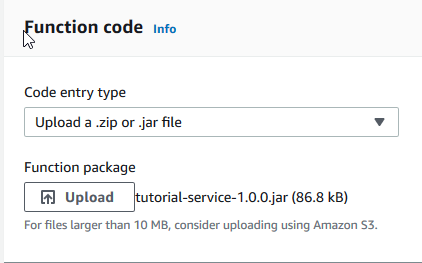 Function code Info
Code entry type
Upload a .zip or .jar file
Function package
Upload tutorial-service-1.0.0.jar (86.8 kB)
For files larger than 10 MB, consider uploading using Amazon S3.